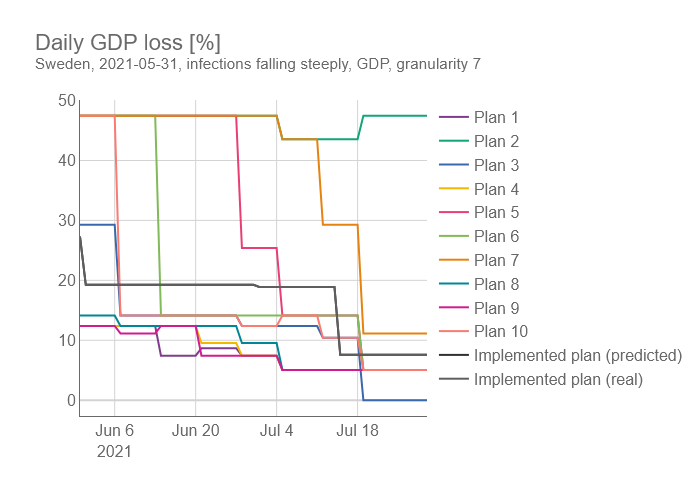 Daily GDP loss [%]
Sweden, 2021-05-31, infections falling steeply, GDP, granularity 7
50
40
30
20
10
0
Jun 6
2021
Jun 20
Jul 4
Jul 18
Plan 1
Plan 2
Plan 3
Plan 4
Plan 5
Plan 6
Plan 7
Plan 8
Plan 9
Plan 10
Implemented plan (predicted)
Implemented plan (real)